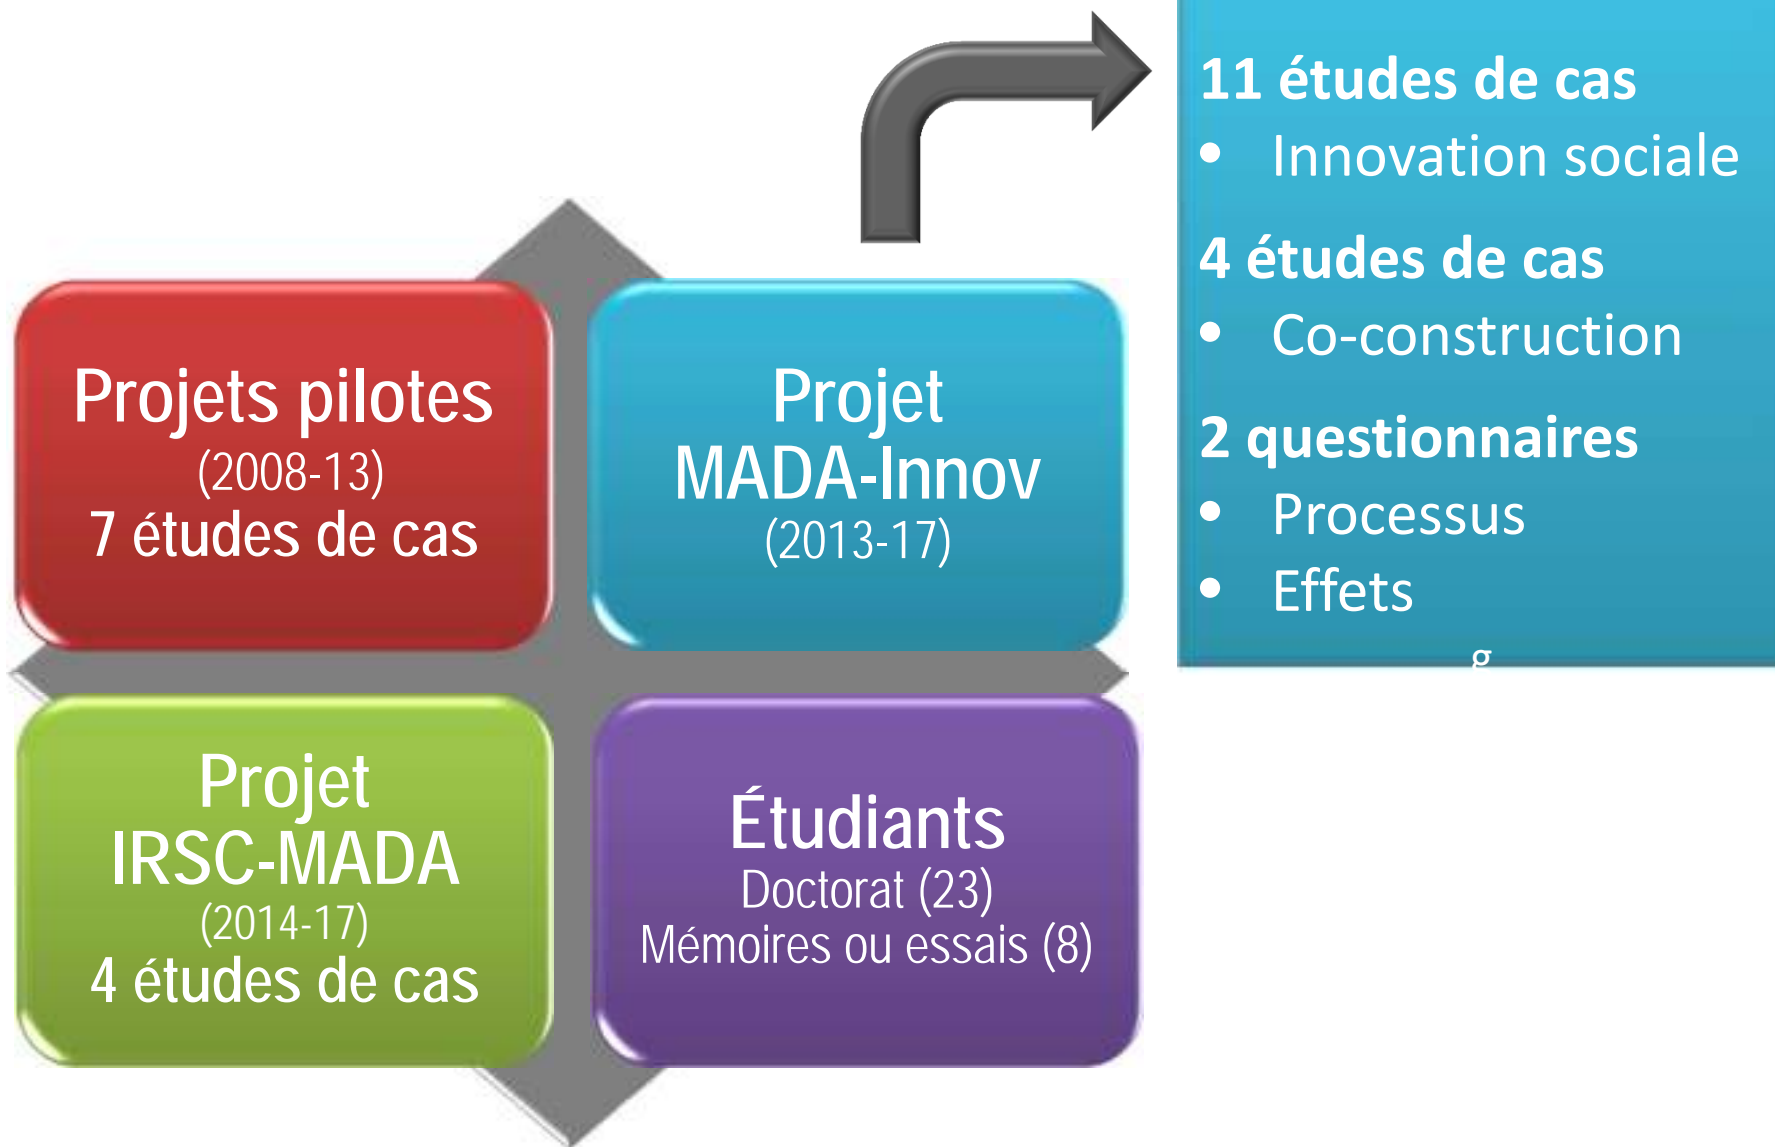 Projets pilotes
(2008-13)
7 études de cas
Projet
MADA-Innov
(2013-17)
11 études de cas
• Innovation sociale
4 études de cas
• Co-construction
2 questionnaires
• Processus
• Effets
g
Projet
IRSC-MADA
(2014-17)
4 études de cas
Étudiants
Doctorat (23)
Mémoires ou essais (8)